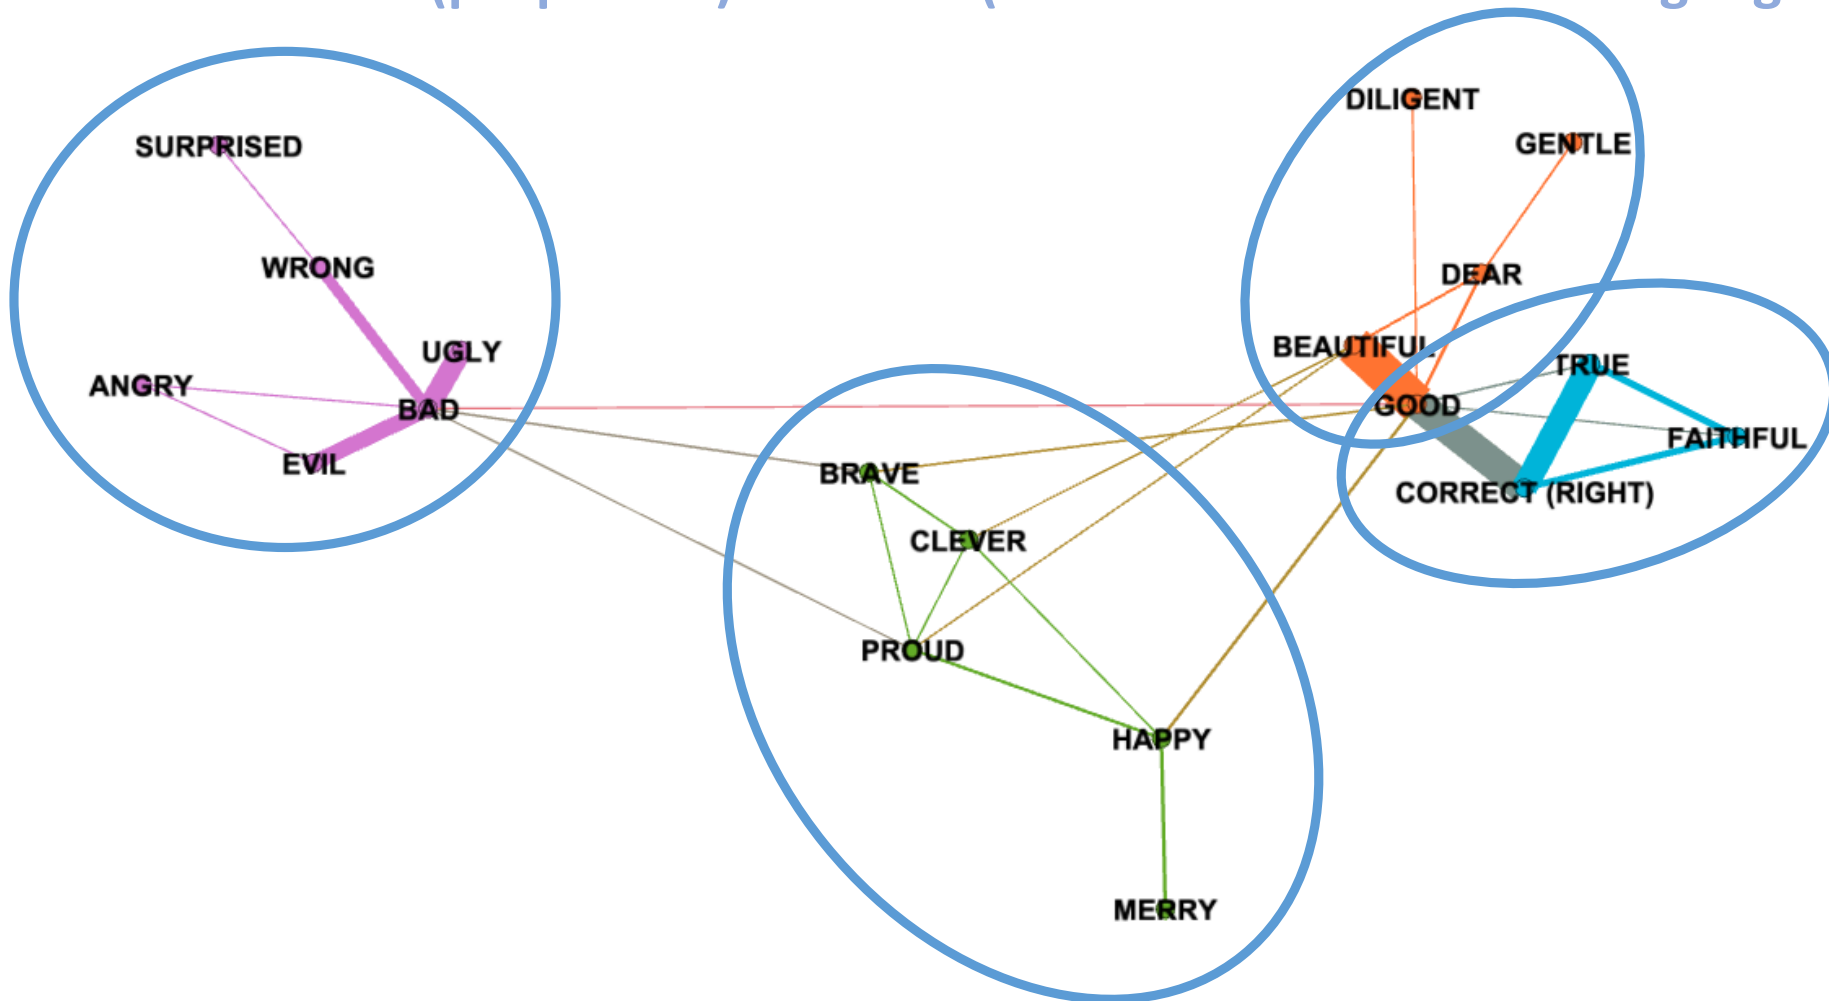 DILIGENT
GENTLE
SURPRISED
WRONG
DEAR
UGLY
BEAUTIFUL
TRUE
ANGRY
BAD
GOOD
EVIL
FAITHFUL
BRAVE
CORRECT (RIGHT)
CLEVER
PROUD
HAPPY
MERRY